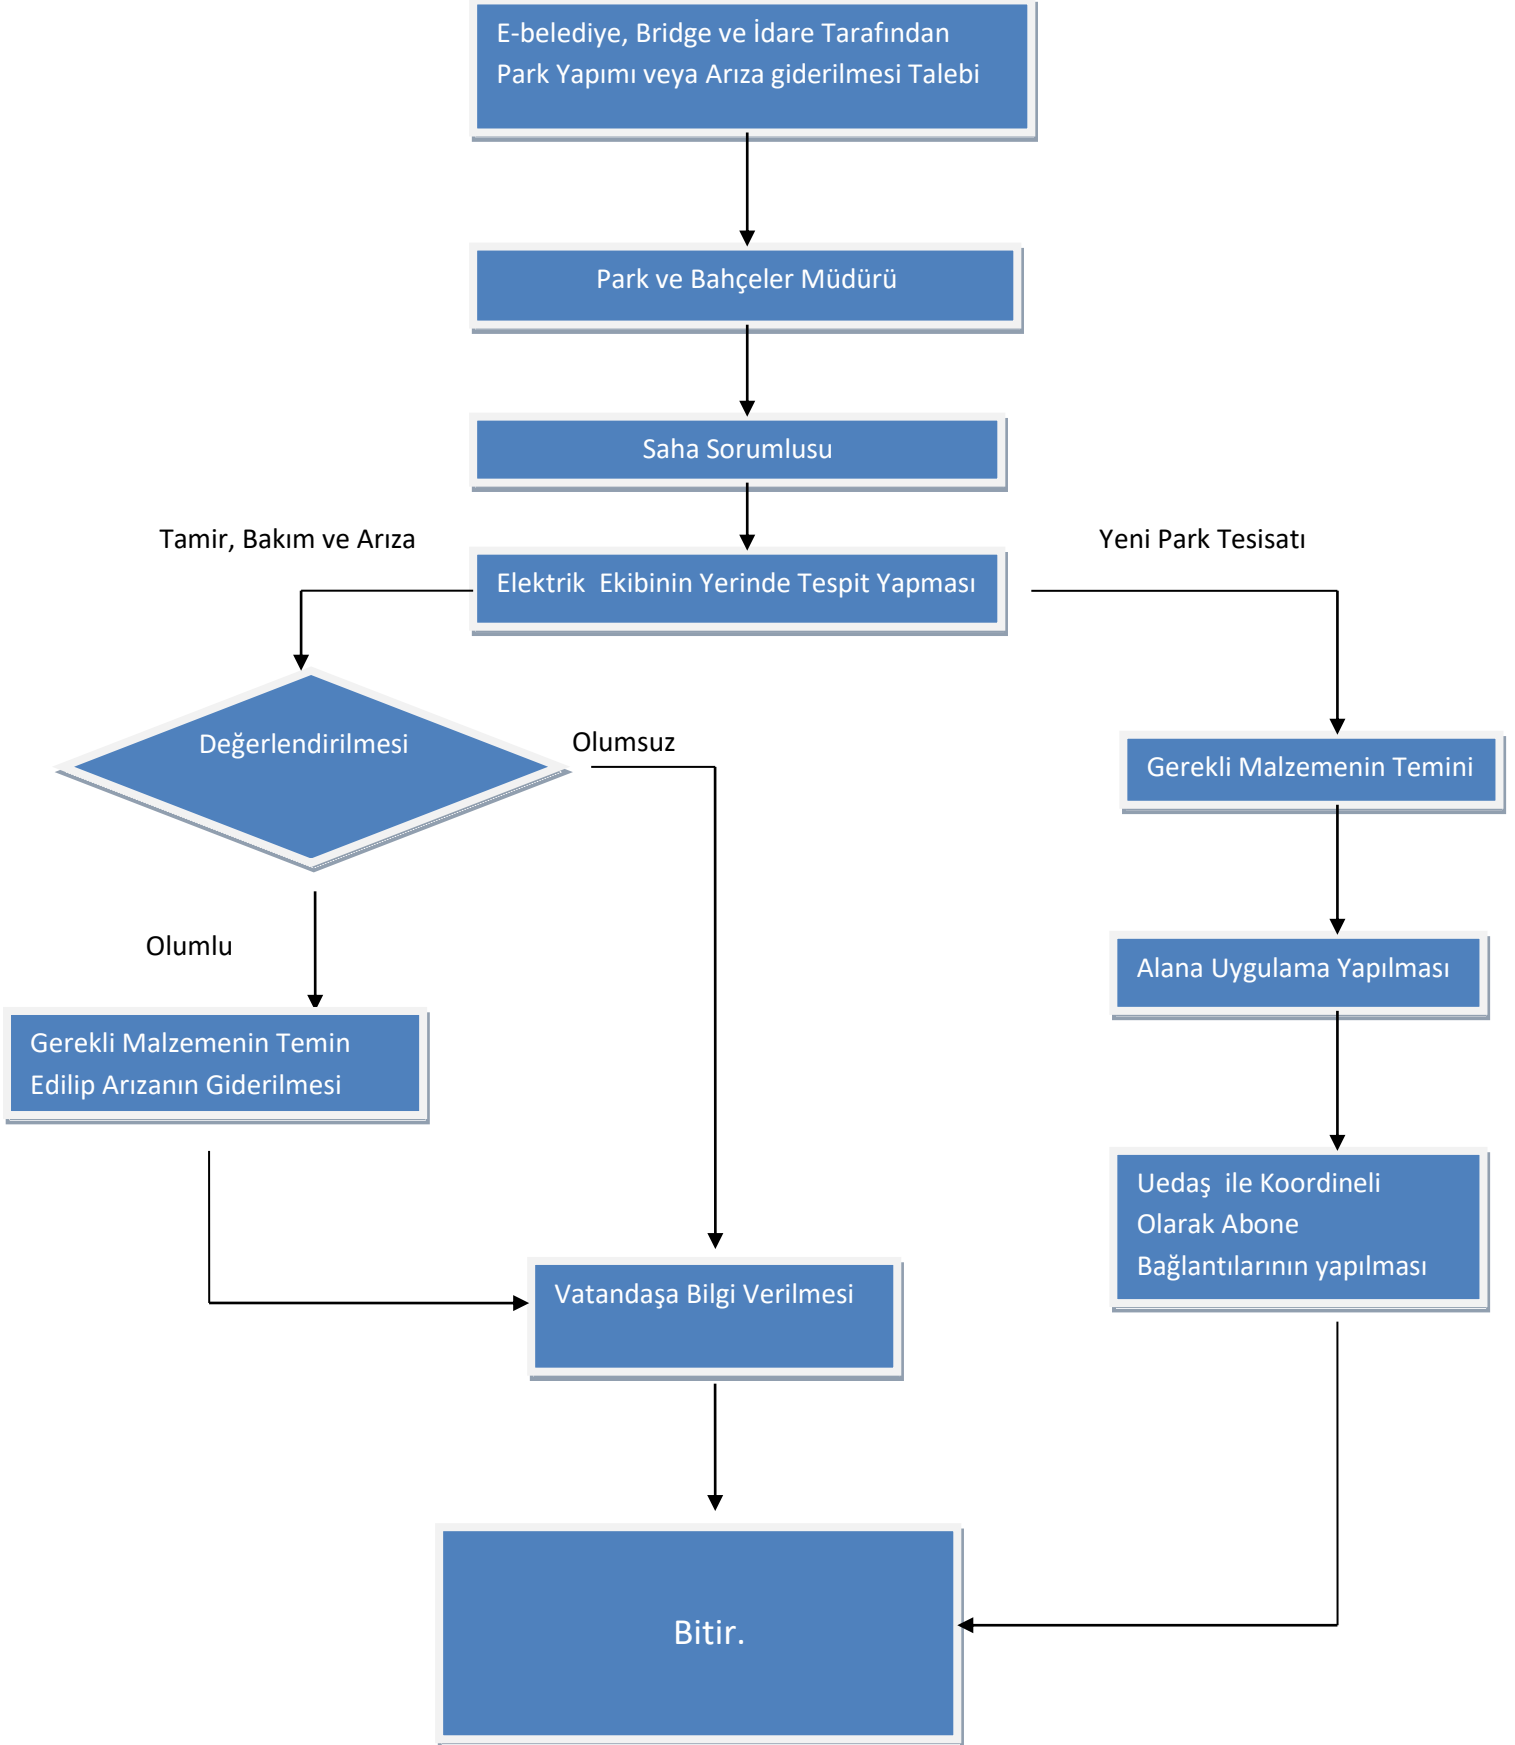 E-belediye, Bridge ve İdare Tarafından
Park Yapımı veya Arıza giderilmesi Talebi
Park ve Bahçeler Müdürü
Saha Sorumlusu
Tamir, Bakım ve Arıza
Yeni Park Tesisatı
Elektrik  Ekibinin Yerinde Tespit Yapması
Değerlendirilmesi
Olumsuz
Gerekli Malzemenin Temini
Olumlu
Alana Uygulama Yapılması
Gerekli Malzemenin Temin
Edilip Arızanın Giderilmesi
Uedaş  ile Koordineli
Olarak Abone
Bağlantılarının yapılması
Vatandaşa Bilgi Verilmesi
Bitir.